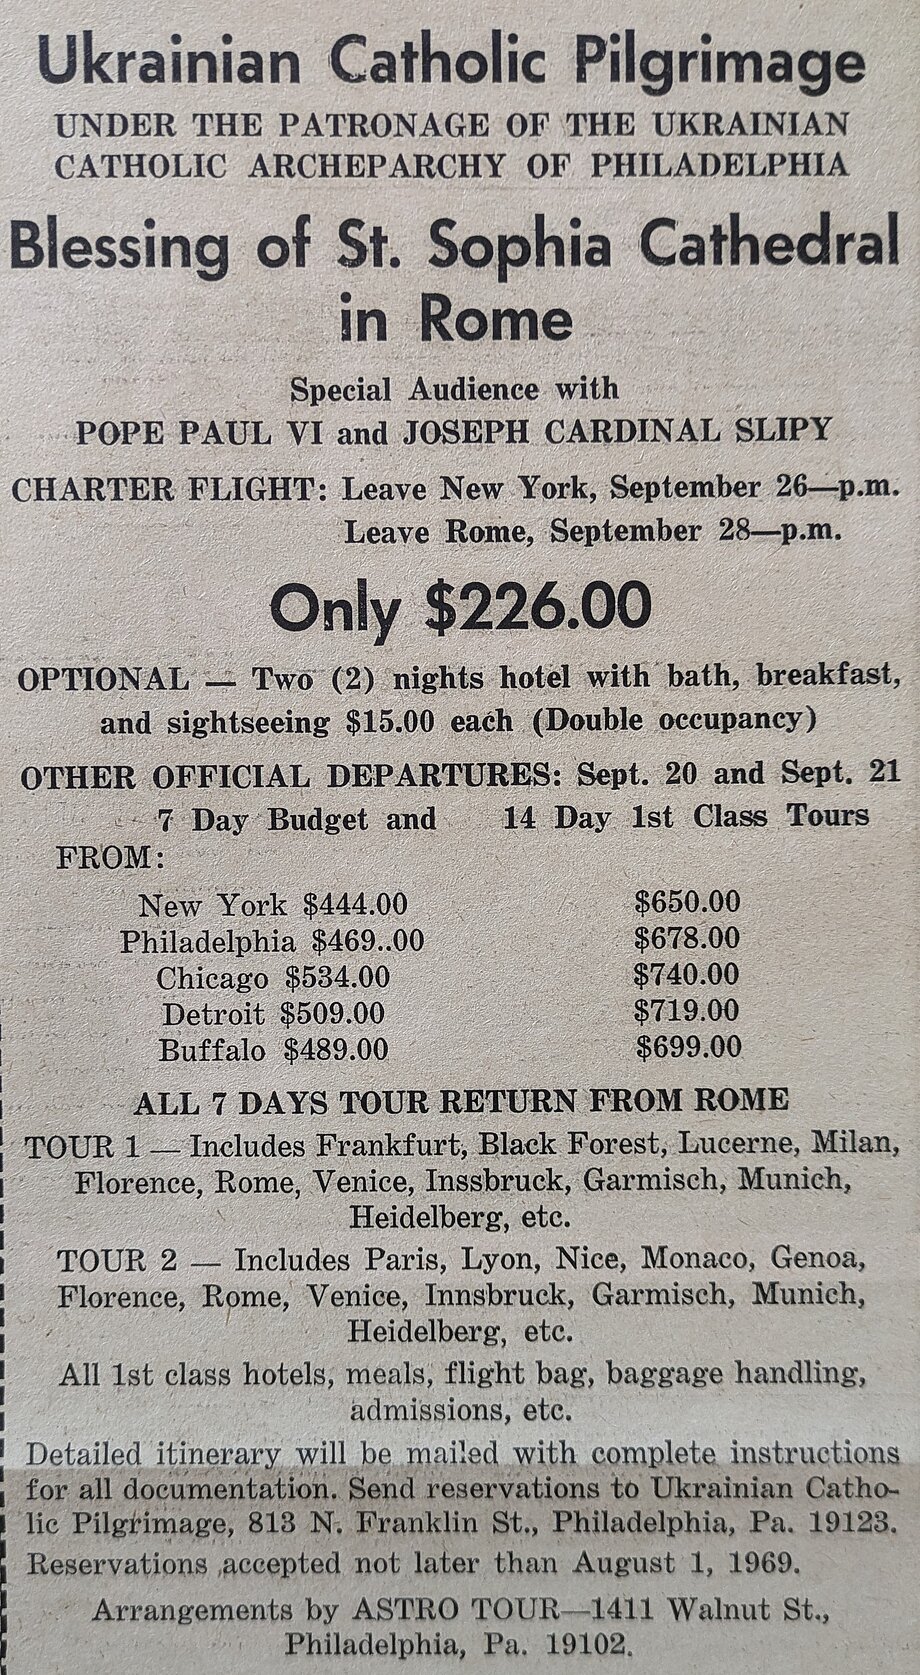 Ukrainian Catholic Pilgrimage
UNDER THE PATRONAGE OF THE UKRAINIAN
CATHOLIC ARCHEPARCHY OF PHILADELPHIA
Blessing of St. Sophia Cathedral
in Rome
Special Audience with
POPE PAUL VI and JOSEPH CARDINAL SLIPY
CHARTER FLIGHT: Leave New York, September 26—p.m.
Leave Rome, September 28—p.m.
Only $226.00
OPTIONAL — Two (2) nights hotel with bath, breakfast,
and sightseeing $15.00 each (Double occupancy)
OTHER OFFICIAL DEPARTURES: Sept. 20 and Sept. 21
7 Day Budget and 14 Day 1st Class Tours
FROM:
New York $444.00 $650.00
Philadelphia $469..00 $678.00
Chicago $534.00 $740.00
Detroit $509.00 $719.00
Buffalo $489.00 $699.00
ALL 7 DAYS TOUR RETURN FROM ROME
TOUR 1 — Includes Frankfurt, Black Forest, Lucerne, Milan,
Florence, Rome, Venice, Inssbruck, Garmisch, Munich,
Heidelberg, etc.
TOUR 2 — Includes Paris, Lyon, Nice, Monaco, Genoa,
Florence, Rome, Venice, Innsbruck, Garmisch, Munich,
Heidelberg, etc.
All 1st class hotels, meals, flight bag, baggage handling,
admissions, etc.
Detailed itinerary will be mailed with complete instructions
for all documentation. Send reservations to Ukrainian Catho-
lic Pilgrimage, 813 N. Franklin St., Philadelphia, Pa. 19123.
Reservations accepted not later than August 1, 1969.
Arrangements by ASTRO TOUR—1411 Walnut St.,
Philadelphia, Pa. 19102.